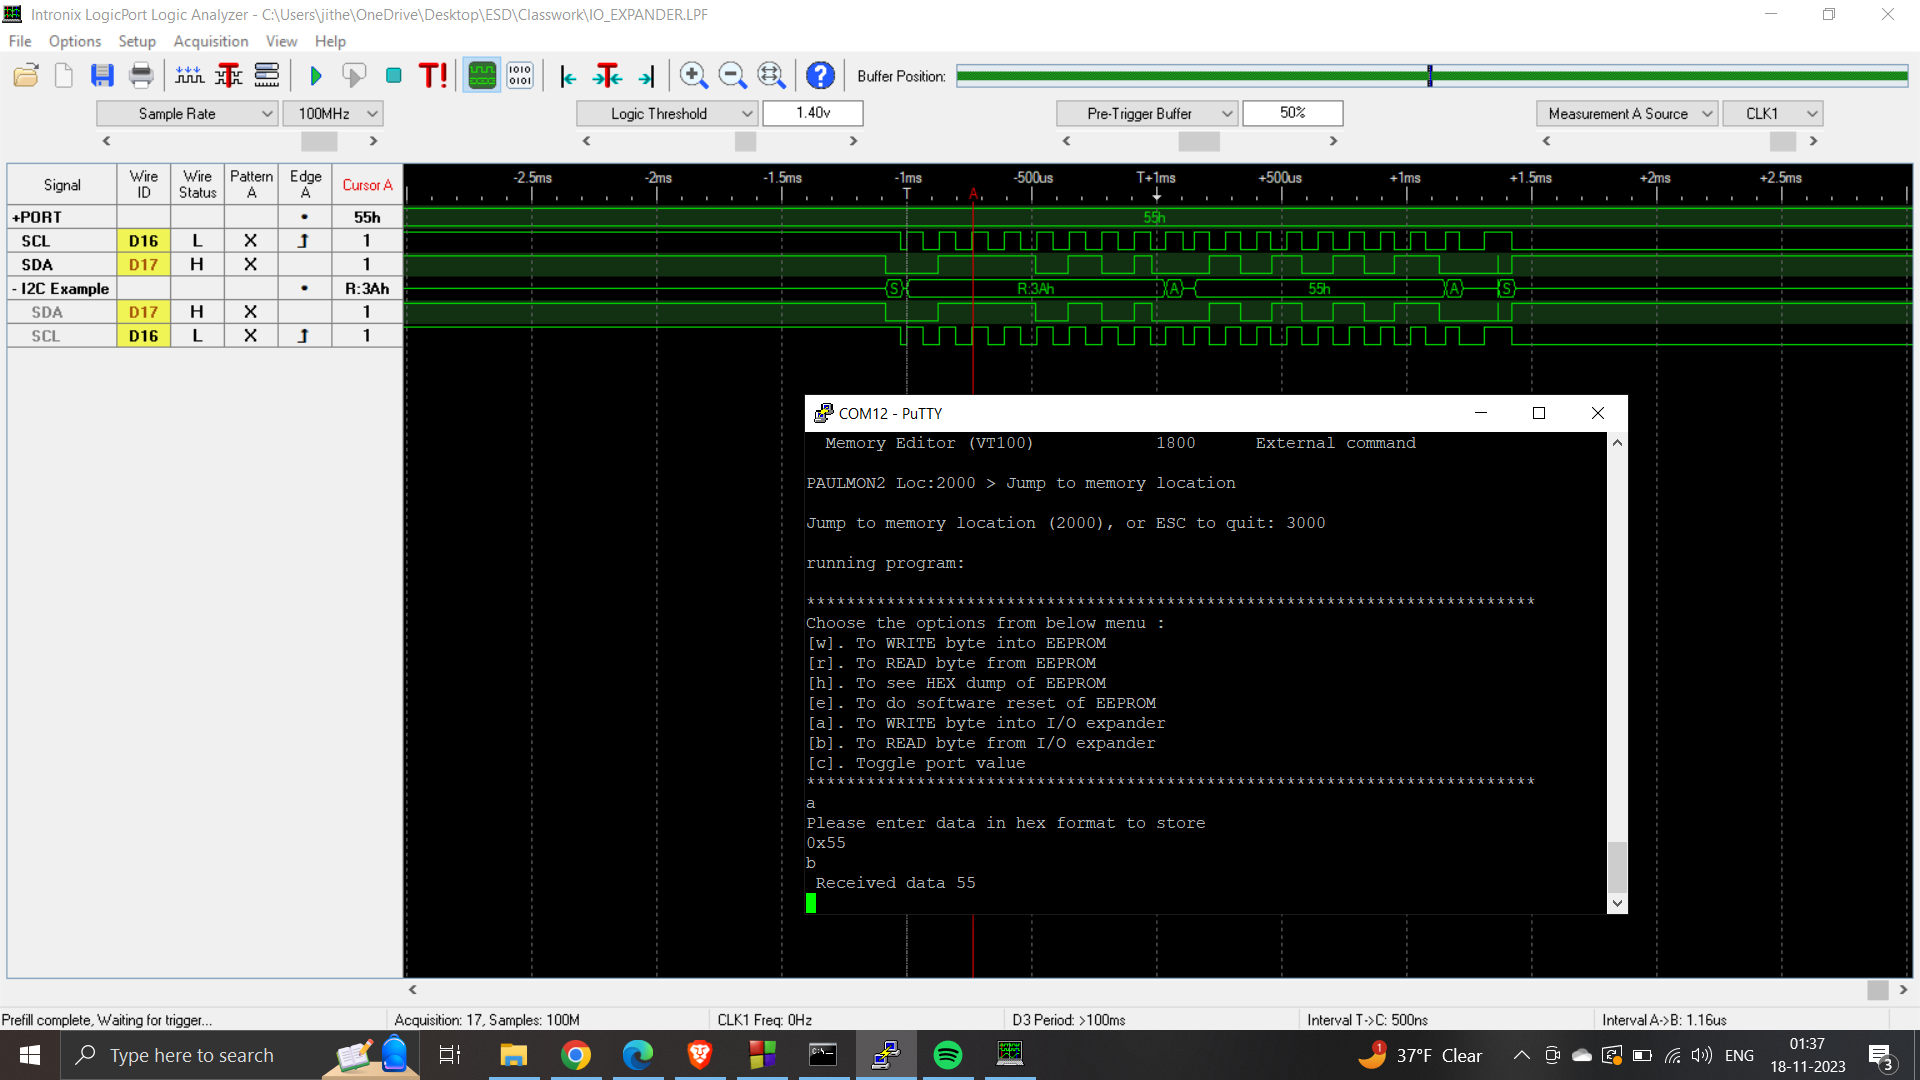 Intronix LogicPort Logic Analyzer - C:\Users\jithe\OneDrive\Desktop\ESD\Classwork\IO_EXPANDER.LPF
File Options Setup Acquisition View Help
T! 1010 0101 ? Buffer Position:
Sample Rate 100MHz Logic Threshold 1.40v Pre-Trigger Buffer 50% Measurement A Source CLK1
Signal Wire ID Wire Status Pattern A Edge A Cursor A
-2.5ms -2ms -1.5ms -1ms -500us T+1ms +500us +1ms +1.5ms +2ms +2.5ms
T A
+PORT 55h 55h
SCL D16 L X 1
SDA D17 H X 1
- I2C Example R:3Ah S R:3Ah A 55h A S
SDA D17 H X 1
SCL D16 L X 1
COM12 - PuTTY
Memory Editor (VT100) 1800 External command
PAULMON2 Loc:2000 > Jump to memory location
Jump to memory location (2000), or ESC to quit: 3000
running program:
*************************************************************************
Choose the options from below menu :
[w]. To WRITE byte into EEPROM
[r]. To READ byte from EEPROM
[h]. To see HEX dump of EEPROM
[e]. To do software reset of EEPROM
[a]. To WRITE byte into I/O expander
[b]. To READ byte from I/O expander
[c]. Toggle port value
*************************************************************************
a
Please enter data in hex format to store
0x55
b
Received data 55
Prefill complete, Waiting for trigger... Acquisition: 17, Samples: 100M CLK1 Freq: 0Hz D3 Period: >100ms Interval T->C: 500ns Interval A->B: 1.16us
Type here to search 1 37°F Clear ENG 01:37
18-11-2023 3